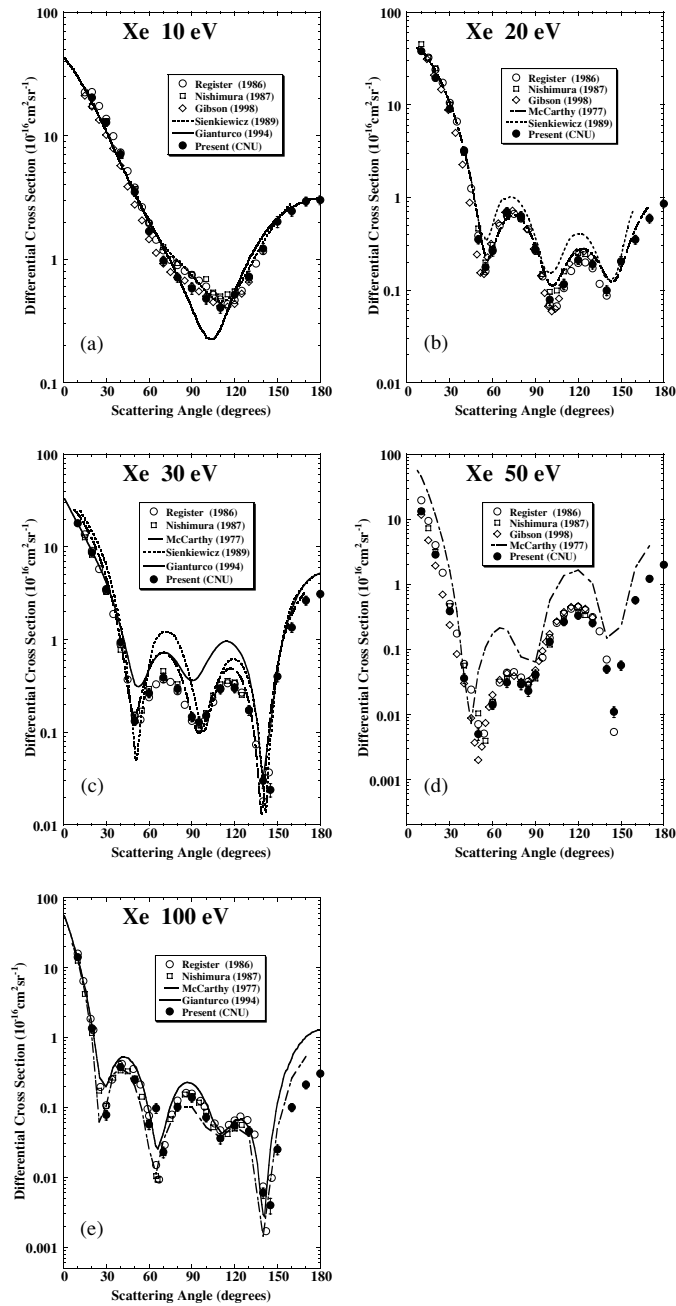 Xe 10 eV
Differential Cross Section (10-16cm2sr-1)
100
10
1
0.1
Register (1986)
Nishimura (1987)
Gibson (1998)
Sienkiewicz (1989)
Gianturco (1994)
Present (CNU)
(a)
0 30 60 90 120 150 180
Scattering Angle (degrees)
Xe 20 eV
Differential Cross Section (10-16cm2sr-1)
100
10
1
0.1
0.01
Register (1986)
Nishimura (1987)
Gibson (1998)
McCarthy (1977)
Sienkiewicz (1989)
Present (CNU)
(b)
0 30 60 90 120 150 180
Scattering Angle (degrees)
Xe 30 eV
Differential Cross Section (10-16cm2sr-1)
100
10
1
0.1
0.01
Register (1986)
Nishimura (1987)
McCarthy (1977)
Sienkiewicz (1989)
Gianturco (1994)
Present (CNU)
(c)
0 30 60 90 120 150 180
Scattering Angle (degrees)
Xe 50 eV
Differential Cross Section (10-16cm2sr-1)
100
10
1
0.1
0.01
0.001
Register (1986)
Present (CNU)
Nishimura (1987)
Gibson (1998)
McCarthy (1977)
Present (CNU)
(d)
0 30 60 90 120 150 180
Scattering Angle (degrees)
Xe 100 eV
Differential Cross Section (10-16cm2sr-1)
100
10
1
0.1
0.01
0.001
Register (1986)
Nishimura (1987)
McCarthy (1977)
Gianturco (1994)
Present (CNU)
(e)
0 30 60 90 120 150 180
Scattering Angle (degrees)